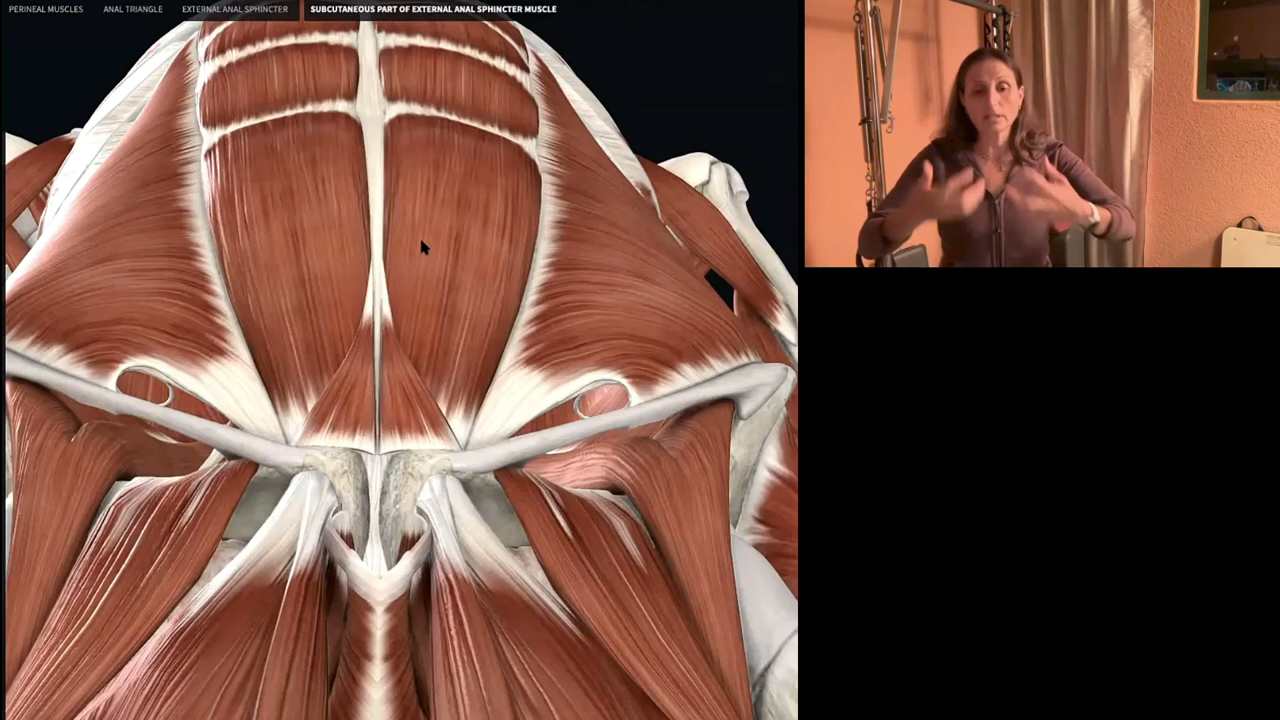 PERINEAL MUSCLES ANAL TRIANGLE EXTERNAL ANAL SPHINCTER SUBCUTANEOUS PART OF EXTERNAL ANAL SPHINCTER MUSCLE